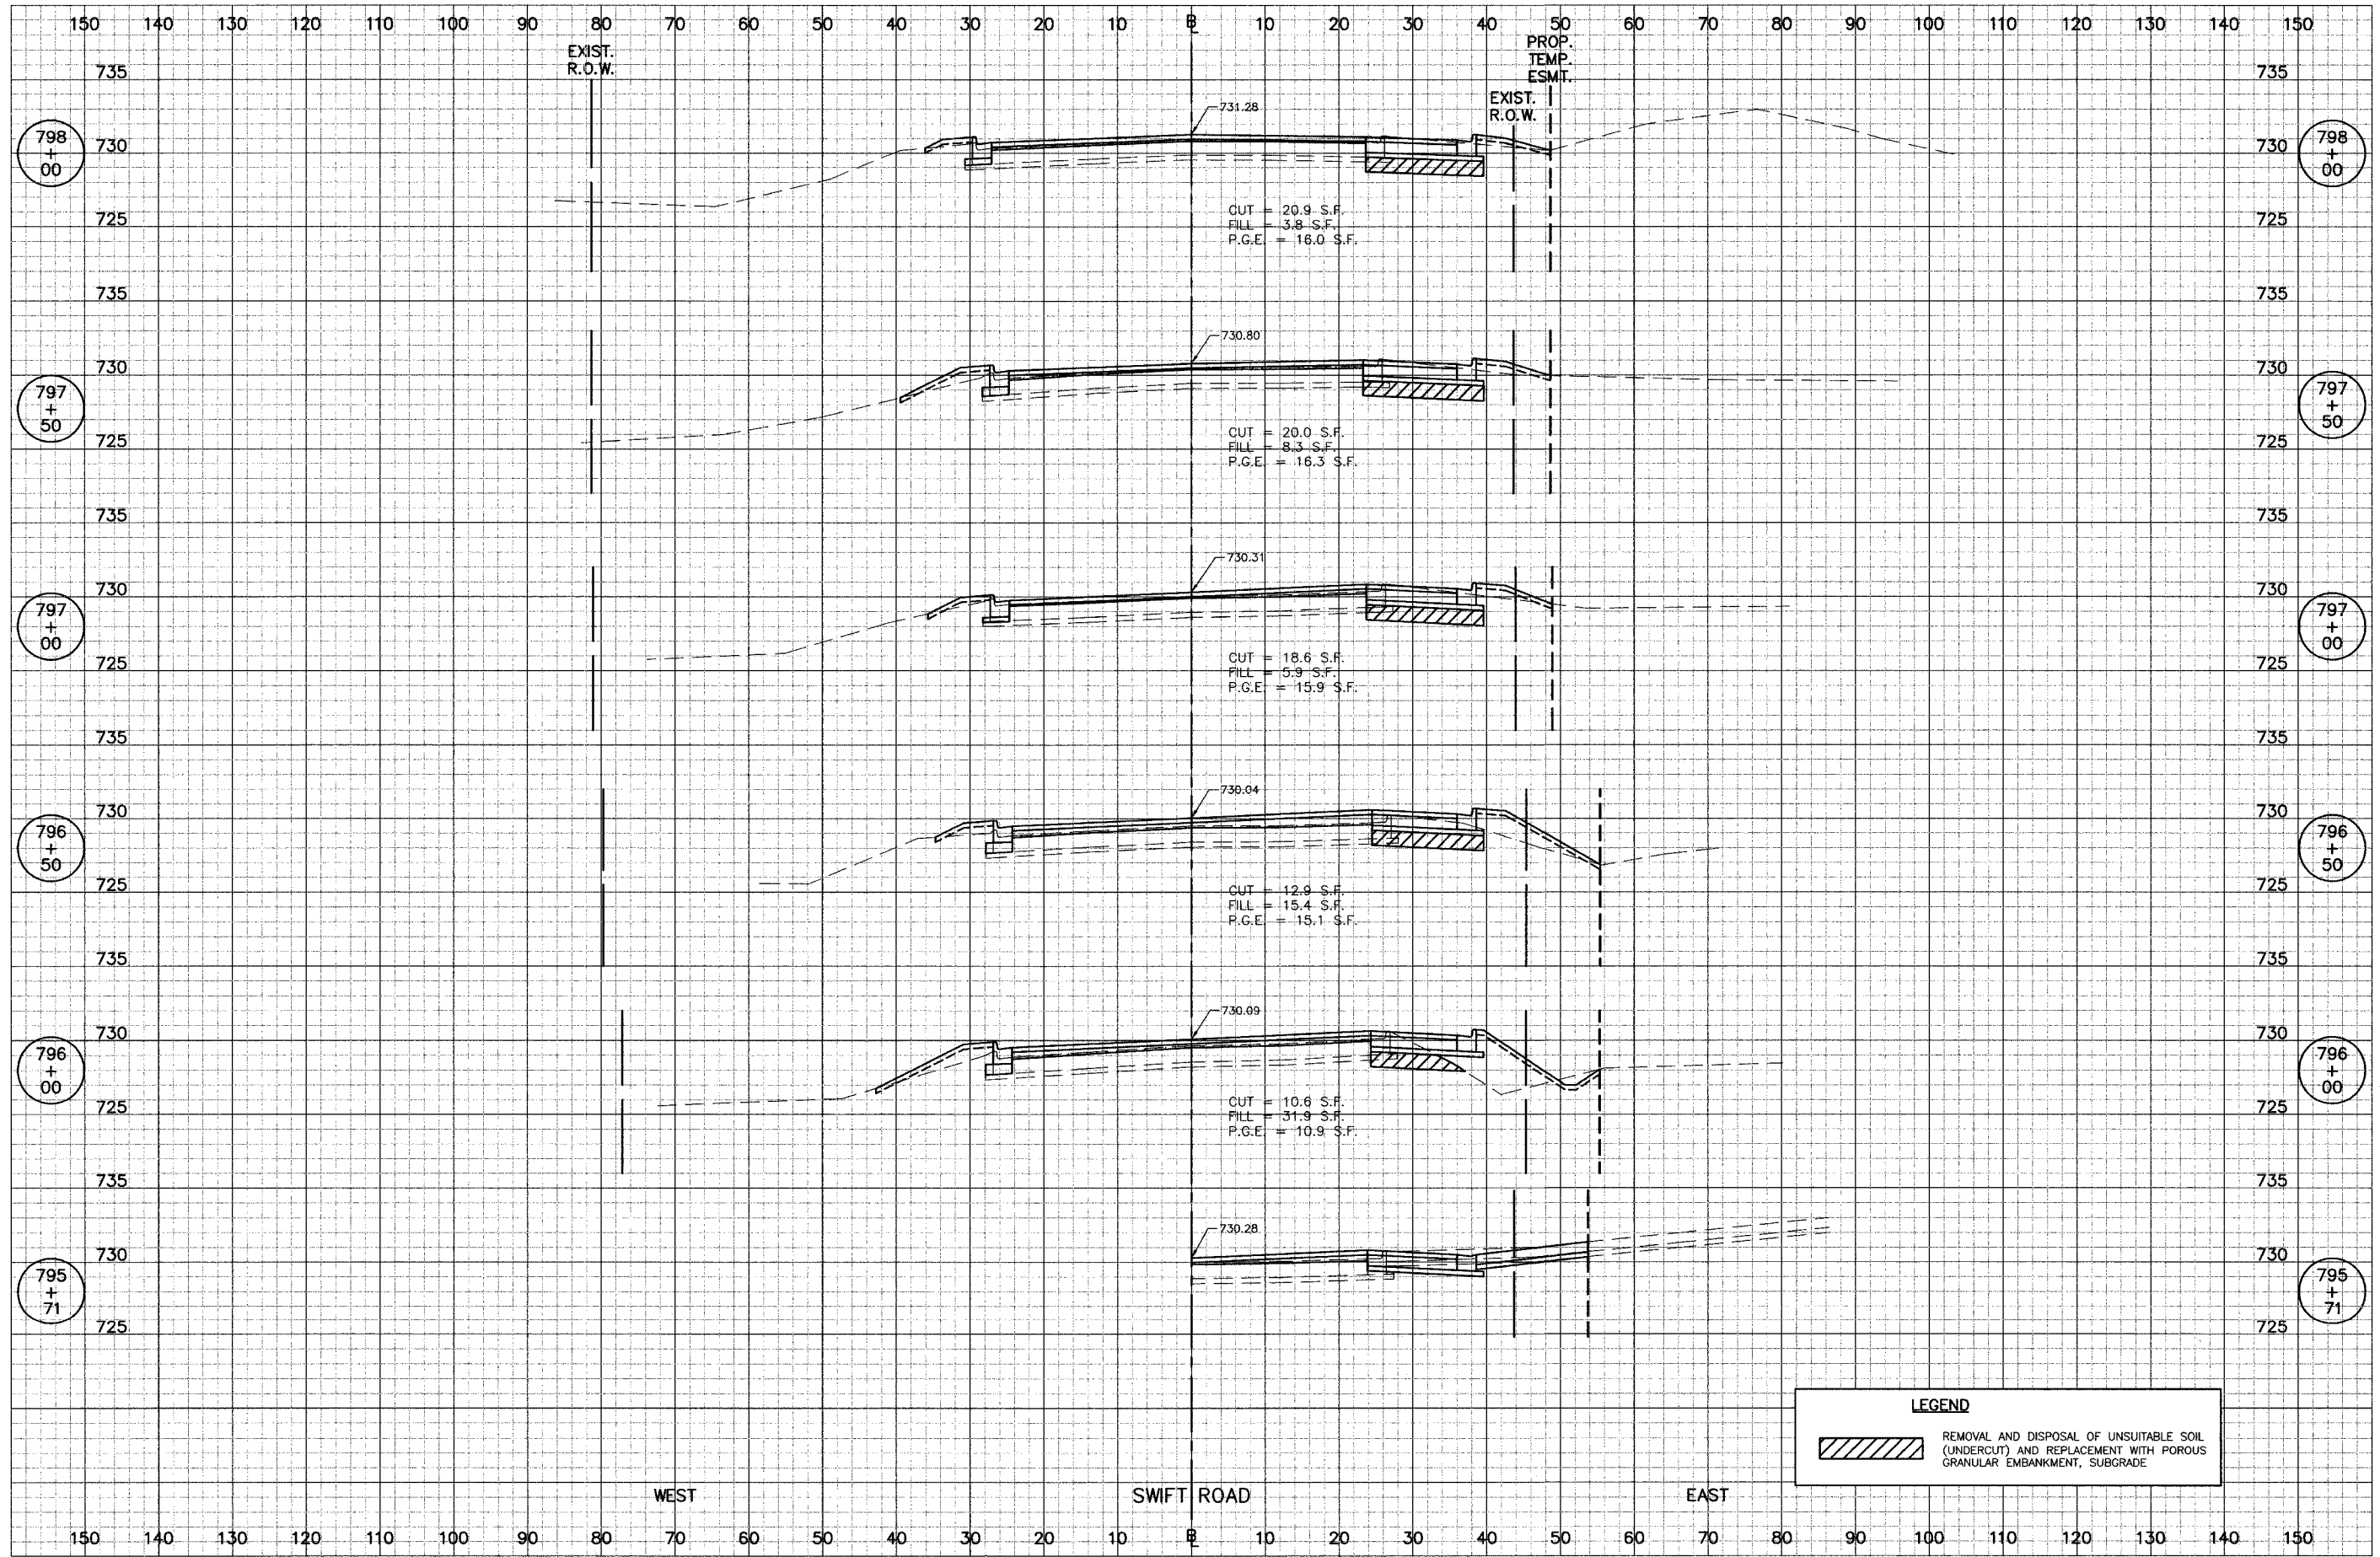 150 140 130 120 110 100 90 80 70 60 50 40 30 20 10 B 10 20 30 40 50 60 70 80 90 100 110 120 130 140 150
EXIST.
R.O.W.
PROP.
TEMP.
ESMT.
EXIST.
R.O.W.
735 735
731.28
798
+
00
730 730
798
+
00
CUT = 20.9 S.F.
FILL = 3.8 S.F.
P.G.E. = 16.0 S.F.
725 725
735 735
730.80
730 730
797
+
50
797
+
50
CUT = 20.0 S.F.
FILL = 8.3 S.F.
P.G.E. = 16.3 S.F.
725 725
735 735
730.31
730 730
797
+
00
797
+
00
CUT = 18.6 S.F.
FILL = 5.9 S.F.
P.G.E. = 15.9 S.F.
725 725
735 735
730.04
730 730
796
+
50
796
+
50
CUT = 12.9 S.F.
FILL = 15.4 S.F.
P.G.E. = 15.1 S.F.
725 725
735 735
730.09
730 730
796
+
00
796
+
00
CUT = 10.6 S.F.
FILL = 31.9 S.F.
P.G.E. = 10.9 S.F.
725 725
735 735
730.28
730 730
795
+
71
795
+
71
725 725
LEGEND
REMOVAL AND DISPOSAL OF UNSUITABLE SOIL
(UNDERCUT) AND REPLACEMENT WITH POROUS
GRANULAR EMBANKMENT, SUBGRADE
WEST SWIFT ROAD EAST
150 140 130 120 110 100 90 80 70 60 50 40 30 20 10 B 10 20 30 40 50 60 70 80 90 100 110 120 130 140 150